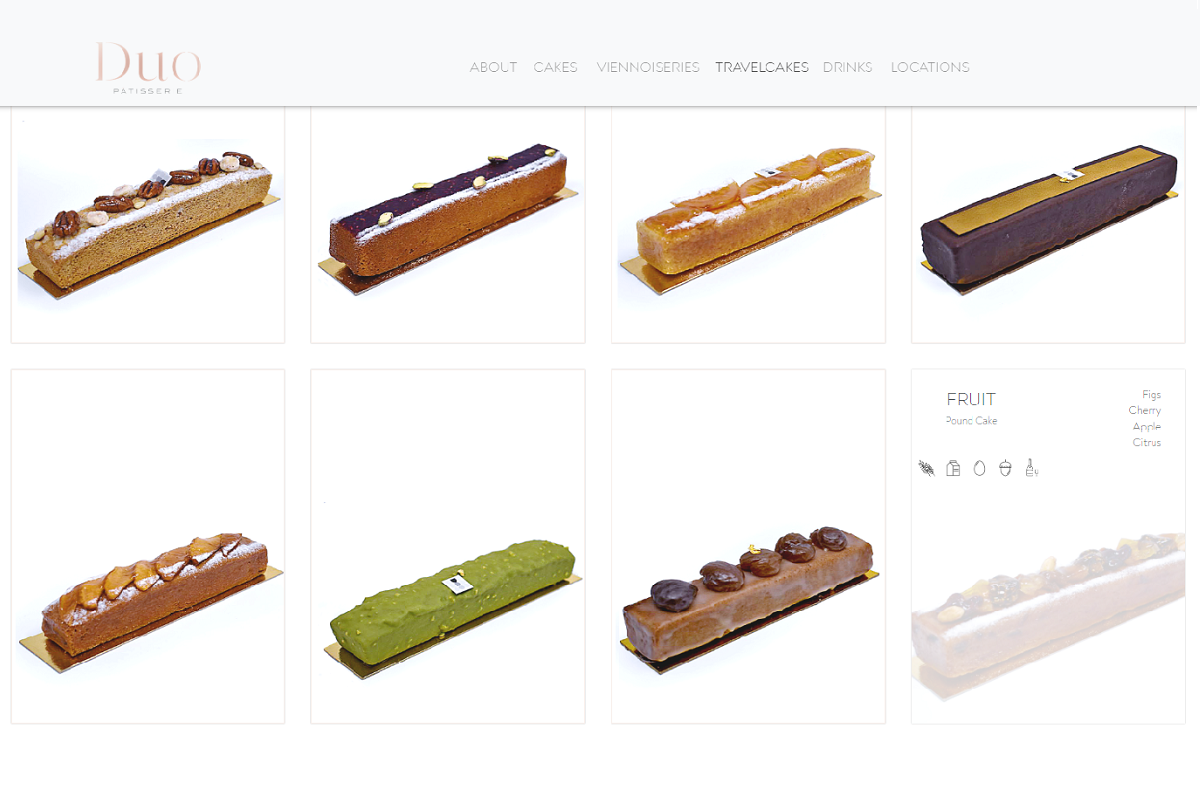 Duo
PATISSERIE
ABOUT CAKES VIENNOISERIES TRAVELCAKES DRINKS LOCATIONS
FRUIT
Pound Cake
Figs
Cherry
Apple
Citrus